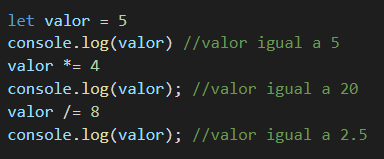 let valor = 5
console.log(valor) //valor igual a 5
valor *= 4
console.log(valor); //valor igual a 20
valor /= 8
console.log(valor); //valor igual a 2.5